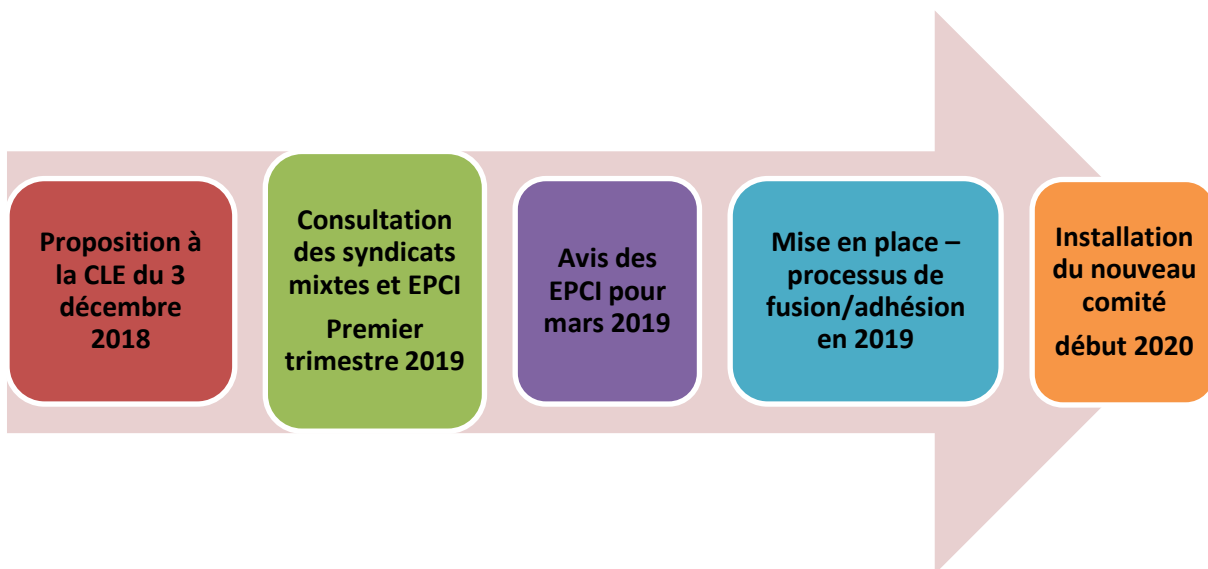 Proposition à
la CLE du 3
décembre
2018
Consultation
des syndicats
mixtes et EPCI
Premier
trimestre 2019
Avis des
EPCI pour
mars 2019
Mise en place –
processus de
fusion/adhésion
en 2019
Installation
du nouveau
comité
début 2020